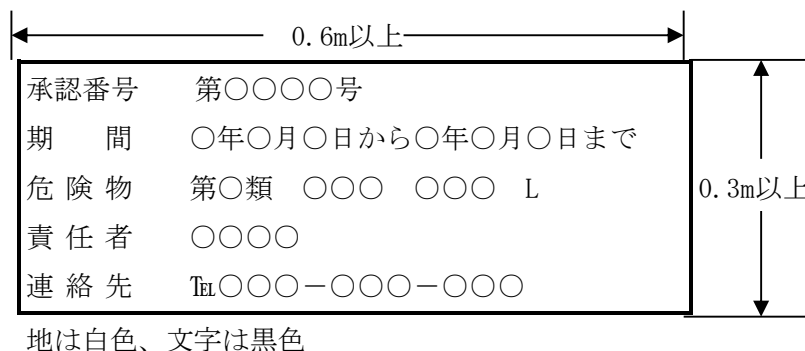 0.6m以上
承認番号　　第○○○○号
期　　間　　○年○月○日から○年○月○日まで
危 険 物　　第○類　○○○　○○○　L
0.3m以上
責 任 者　　○○○○
連 絡 先　　℡○○○－○○○－○○○
地は白色、文字は黒色